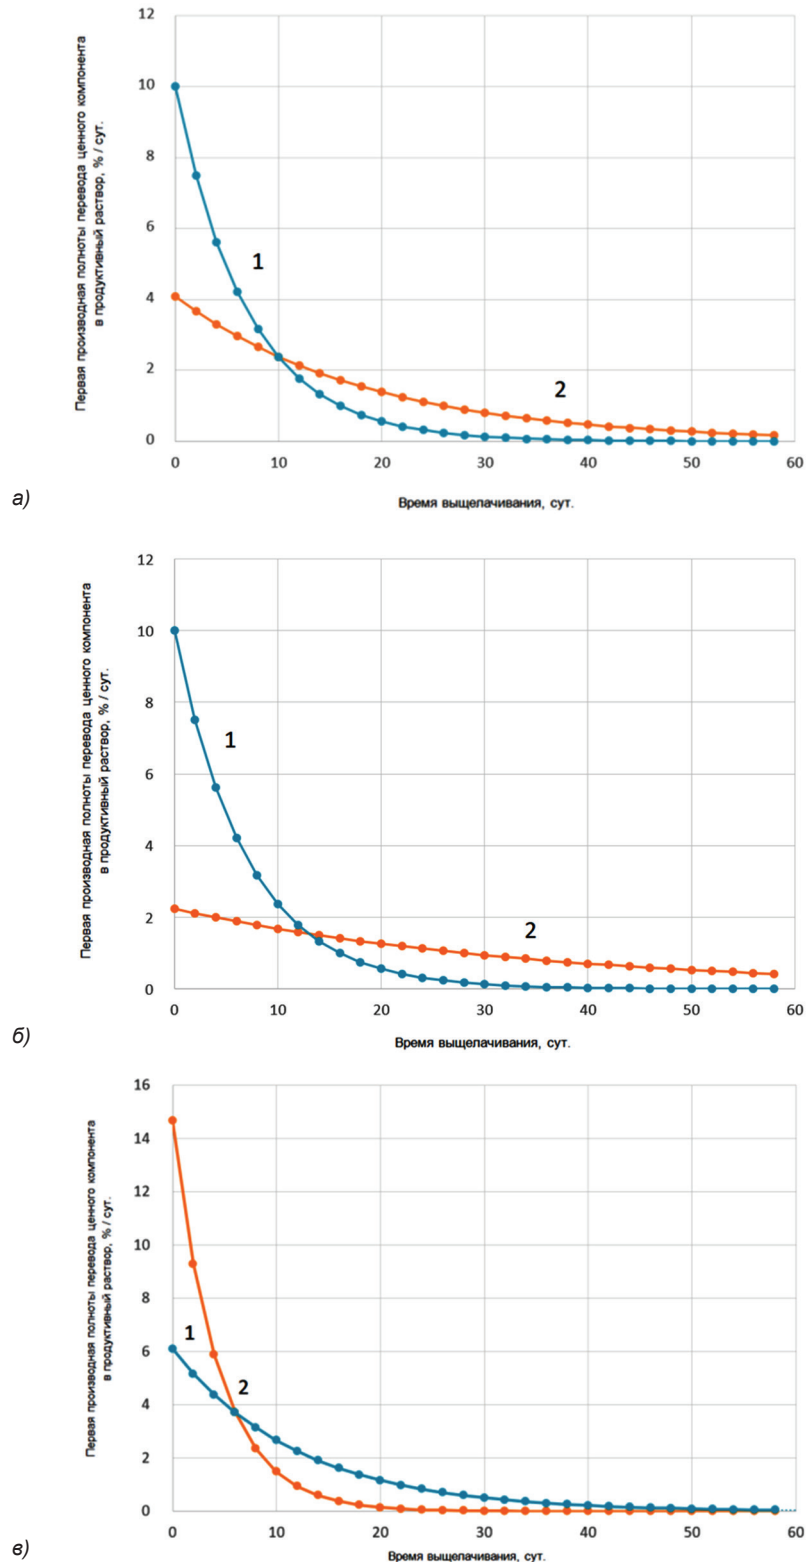 Первая производная полноты перевода ценного компонента
в продуктивный раствор, % / сут.
12
10
8
6
4
2
0
1
2
0 10 20 30 40 50 60
Время выщелачивания, сут.
а)
Первая производная полноты перевода ценного компонента
в продуктивный раствор, % / сут.
12
10
8
6
4
2
0
1
2
0 10 20 30 40 50 60
Время выщелачивания, сут.
б)
Первая производная полноты перевода ценного компонента
в продуктивный раствор, % / сут.
16
14
12
10
8
6
4
2
0
1
2
0 10 20 30 40 50 60
Время выщелачивания, сут.
в)